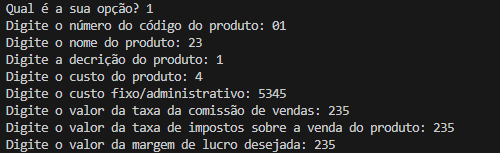 Qual é a sua opção? 1
Digite o número do código do produto: 01
Digite o nome do produto: 23
Digite a decrição do produto: 1
Digite o custo do produto: 4
Digite o custo fixo/administrativo: 5345
Digite o valor da taxa da comissão de vendas: 235
Digite o valor da taxa de impostos sobre a venda do produto: 235
Digite o valor da margem de lucro desejada: 235